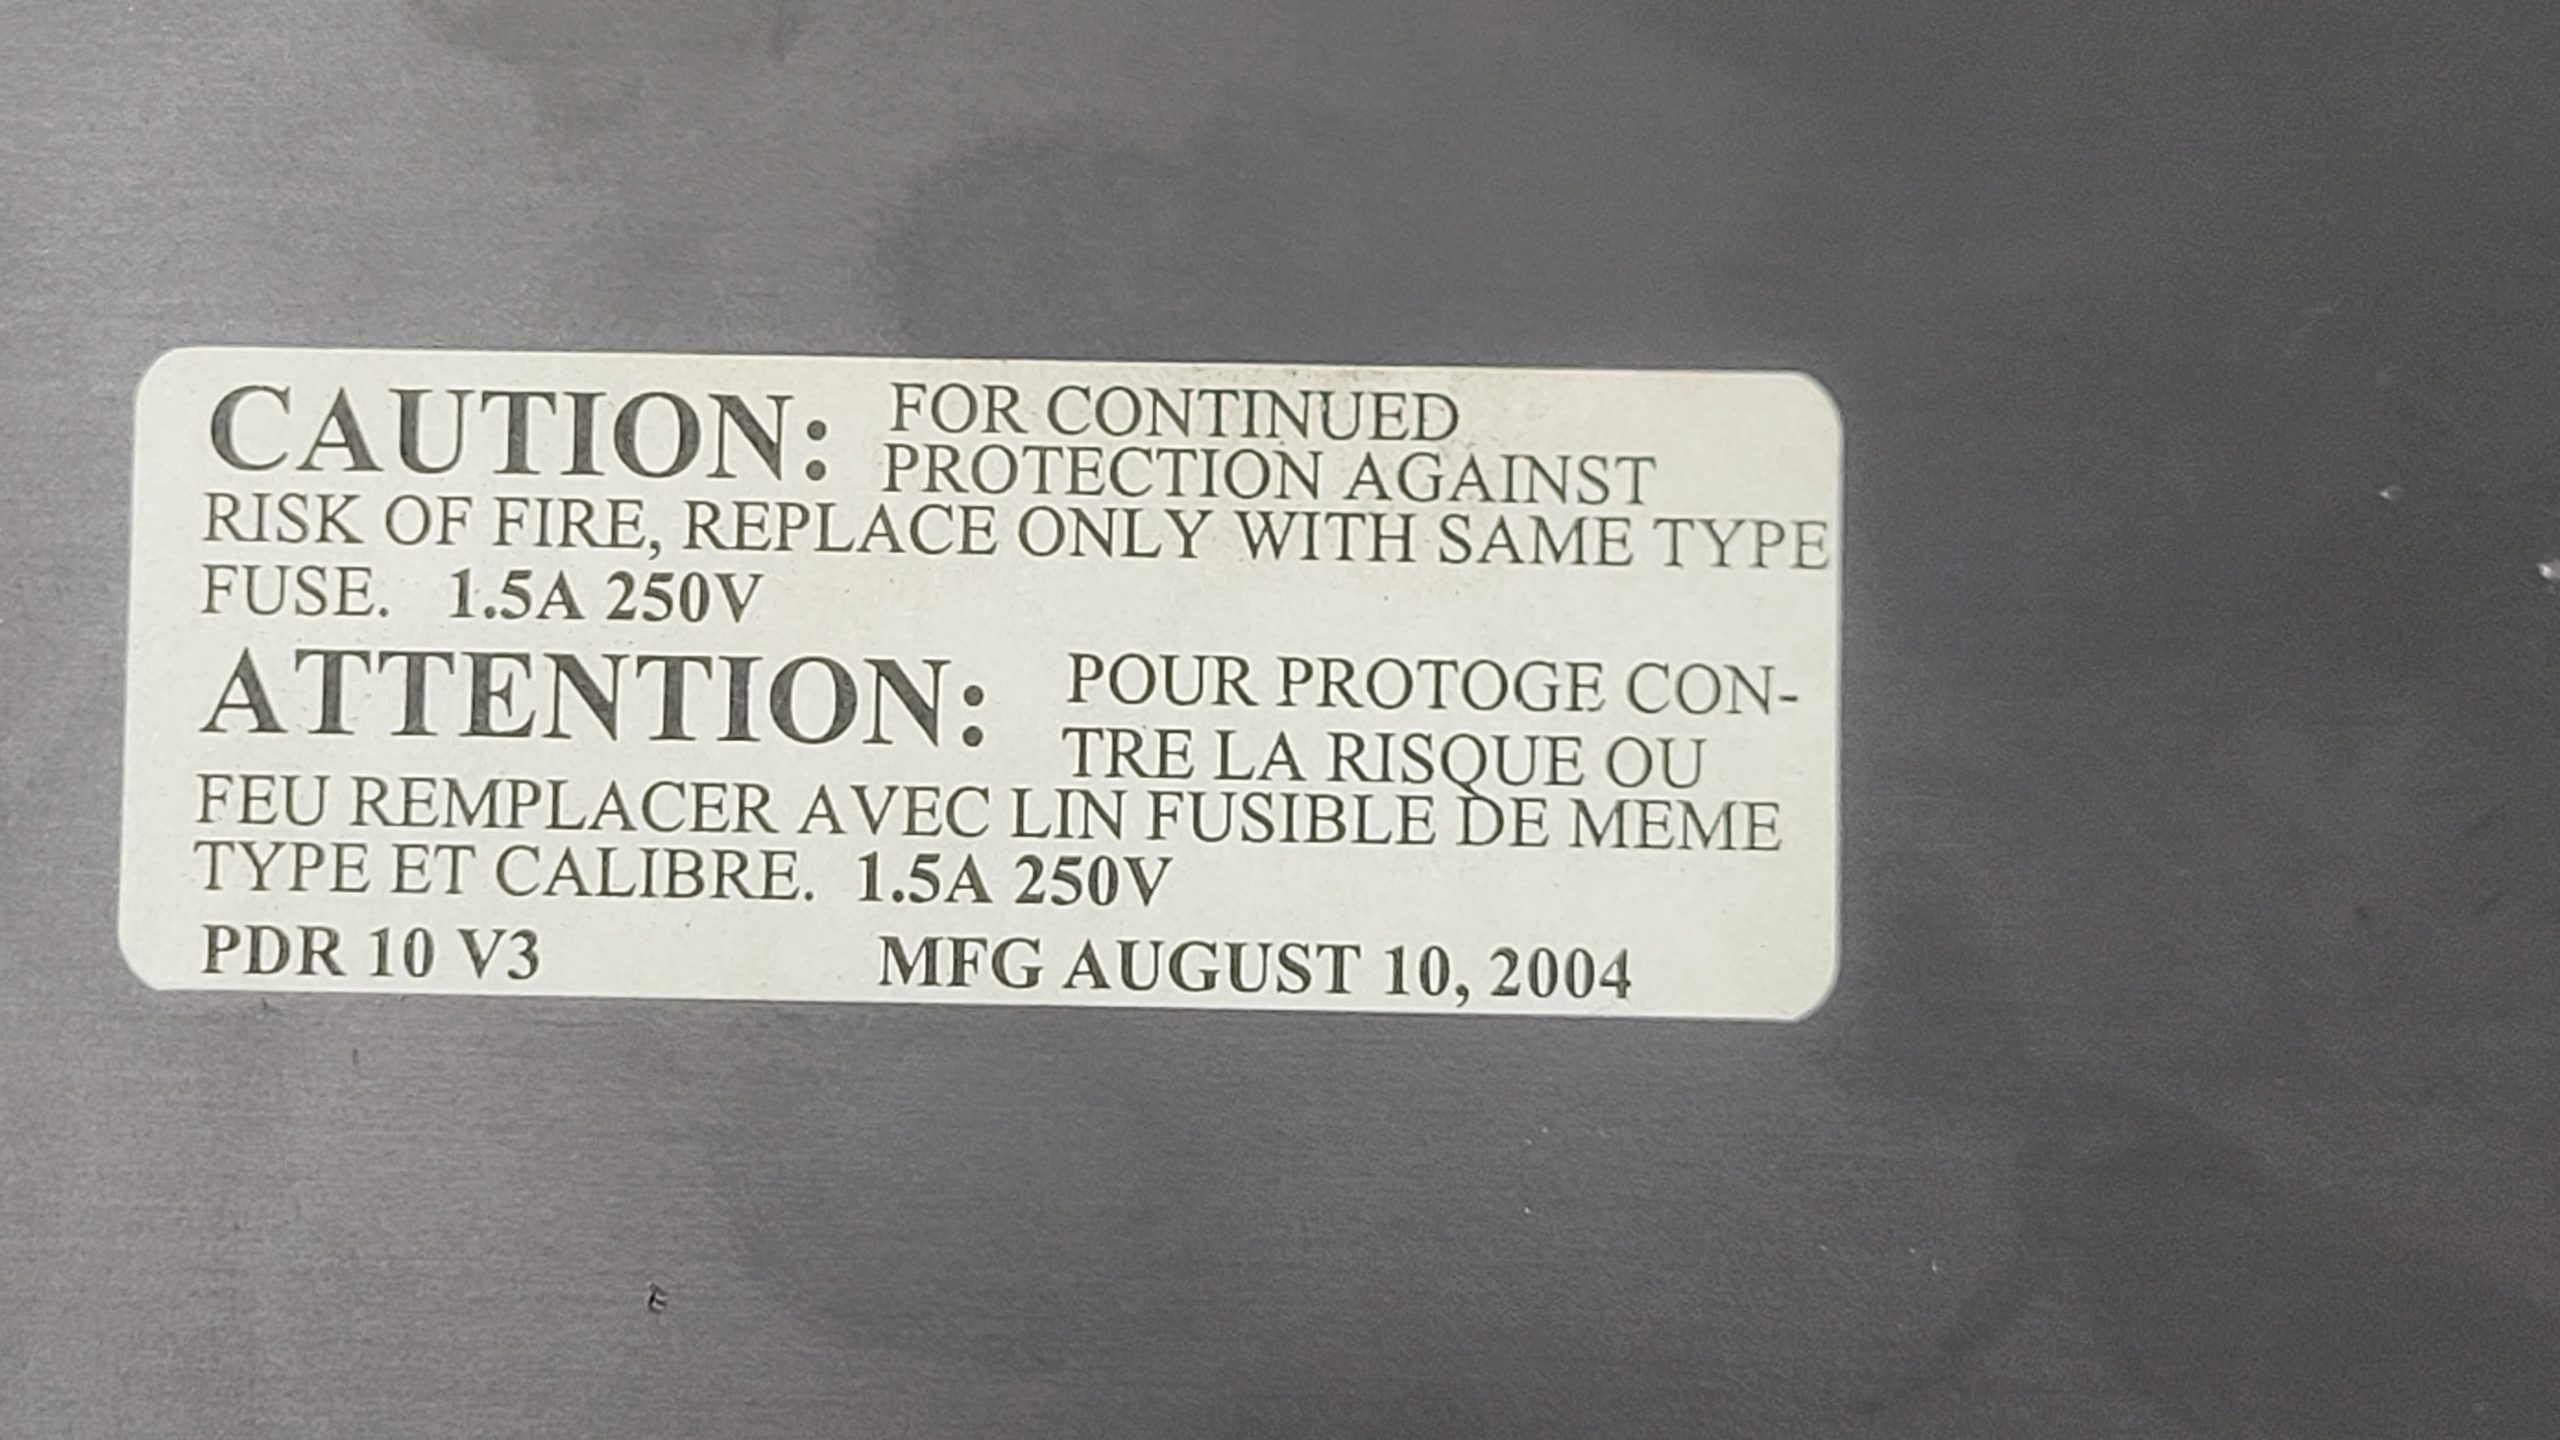 CAUTION: FOR CONTINUED
PROTECTION AGAINST
RISK OF FIRE, REPLACE ONLY WITH SAME TYPE
FUSE. 1.5A 250V
ATTENTION: POUR PROTOGE CON-
TRE LA RISQUE OU
FEU REMPLACER AVEC LIN FUSIBLE DE MEME
TYPE ET CALIBRE. 1.5A 250V
PDR 10 V3 MFG AUGUST 10, 2004